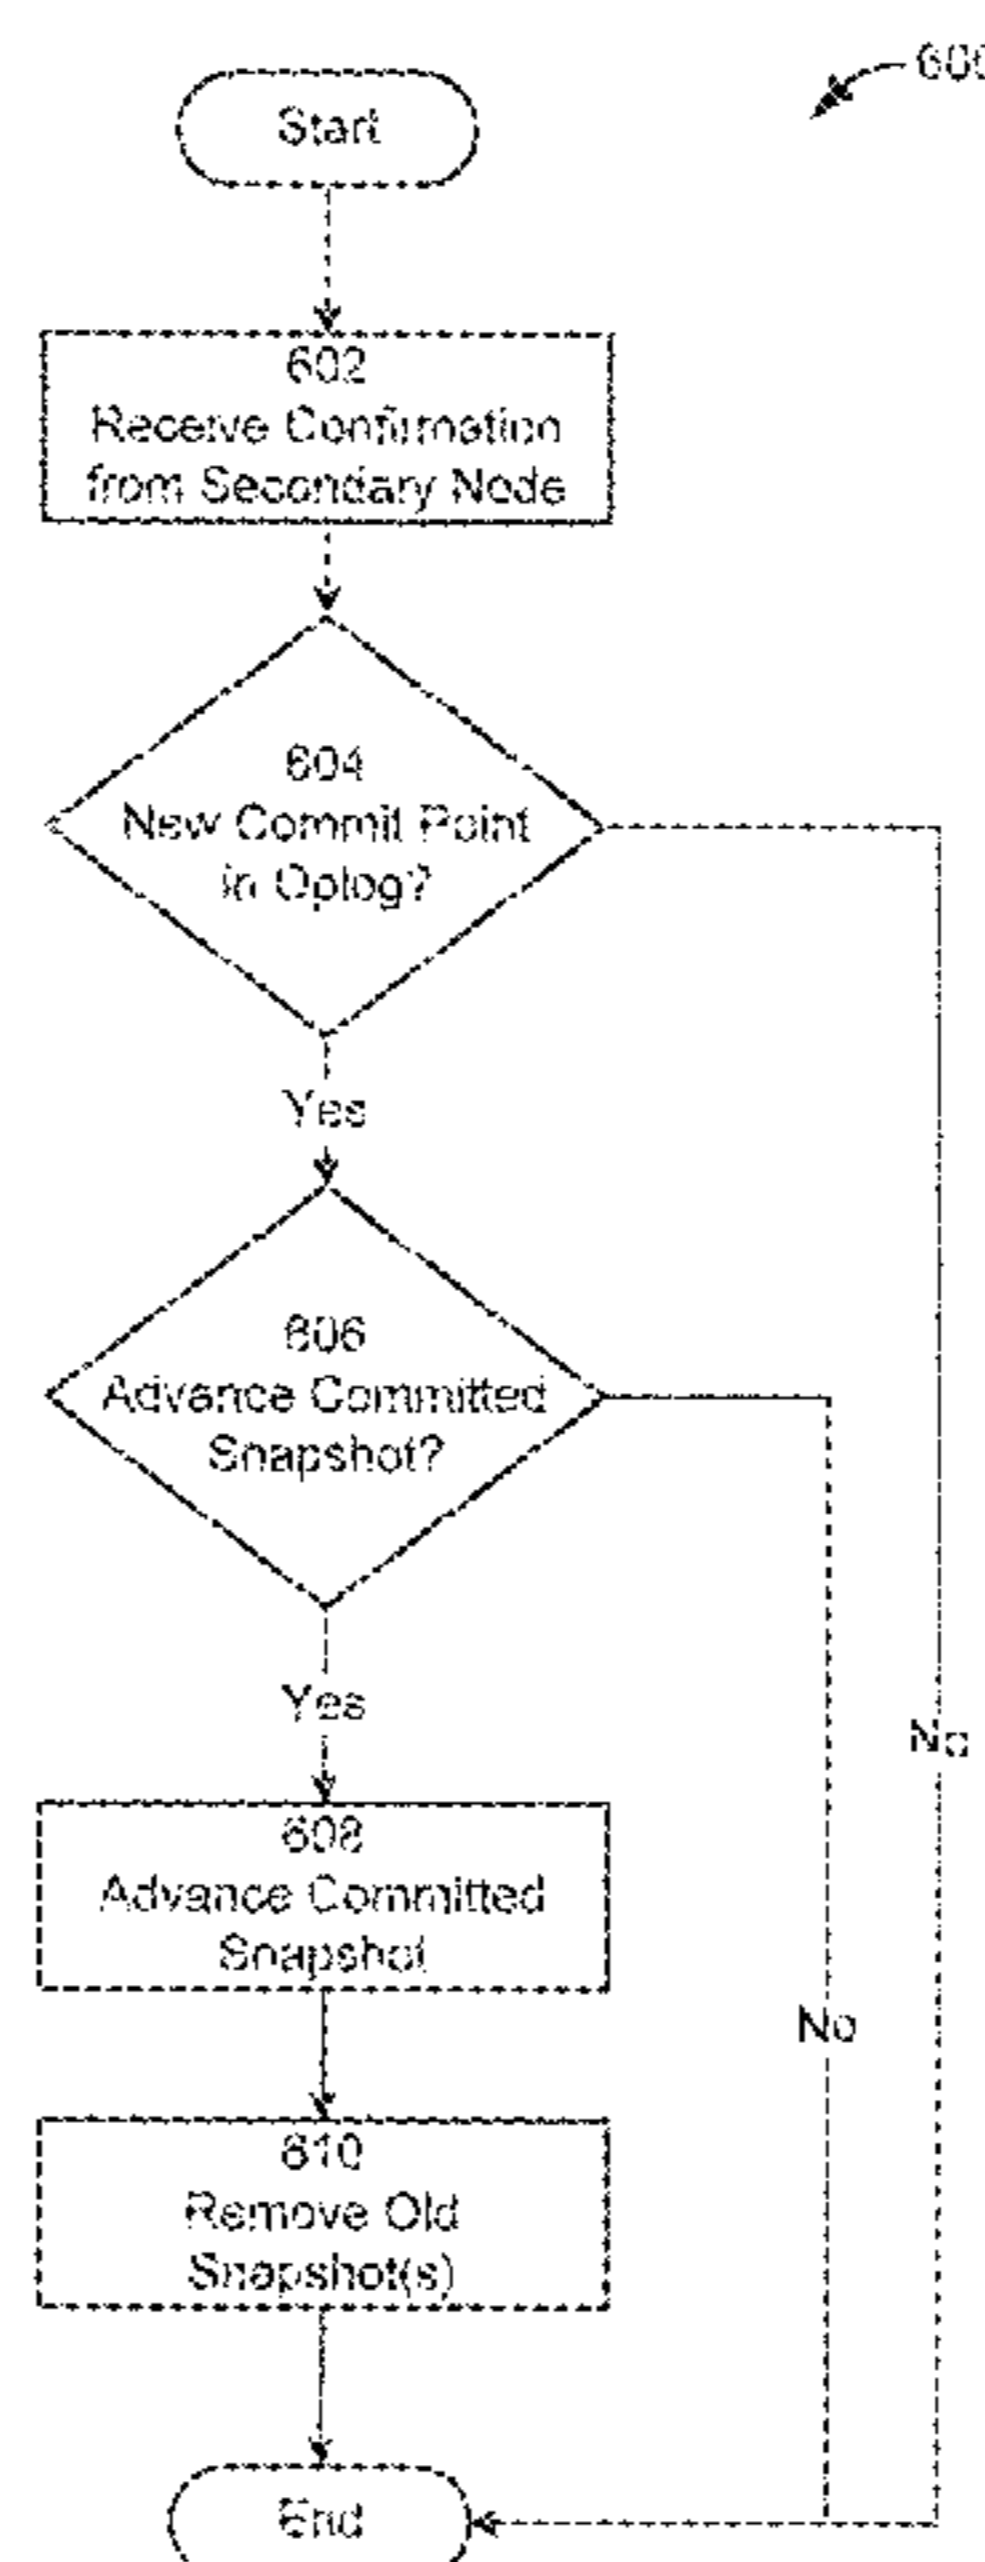 600
Start
602
Receive Confirmation
from Secondary Node
604
New Commit Point
in Oplog?
Yes
606
Advance Committed
Snapshot?
Yes
No
608
Advance Committed
Snapshot
No
610
Remove Old
Snapshot(s)
End